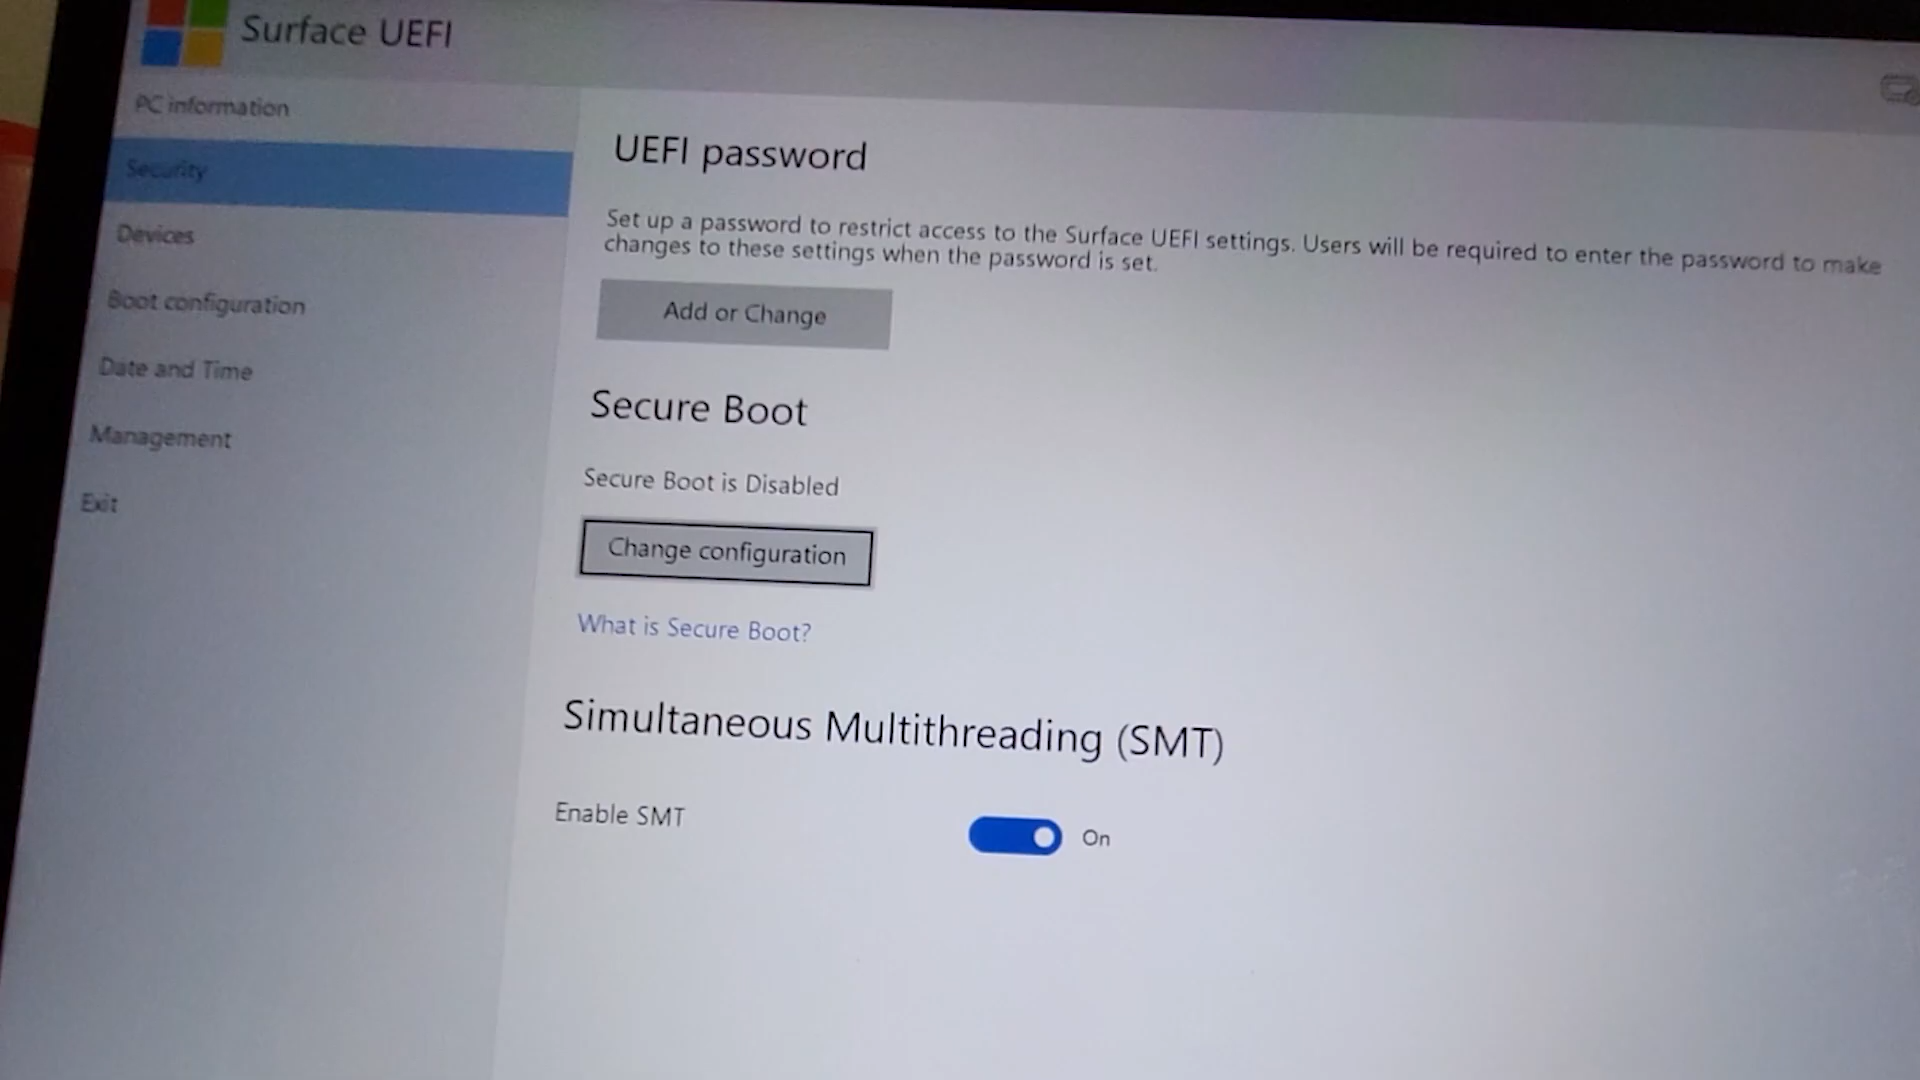 Surface UEFI
PC information
Security
Devices
Boot configuration
Date and Time
Management
Exit
UEFI password
Set up a password to restrict access to the Surface UEFI settings. Users will be required to enter the password to make
changes to these settings when the password is set.
Add or Change
Secure Boot
Secure Boot is Disabled
Change configuration
What is Secure Boot?
Simultaneous Multithreading (SMT)
Enable SMT
On